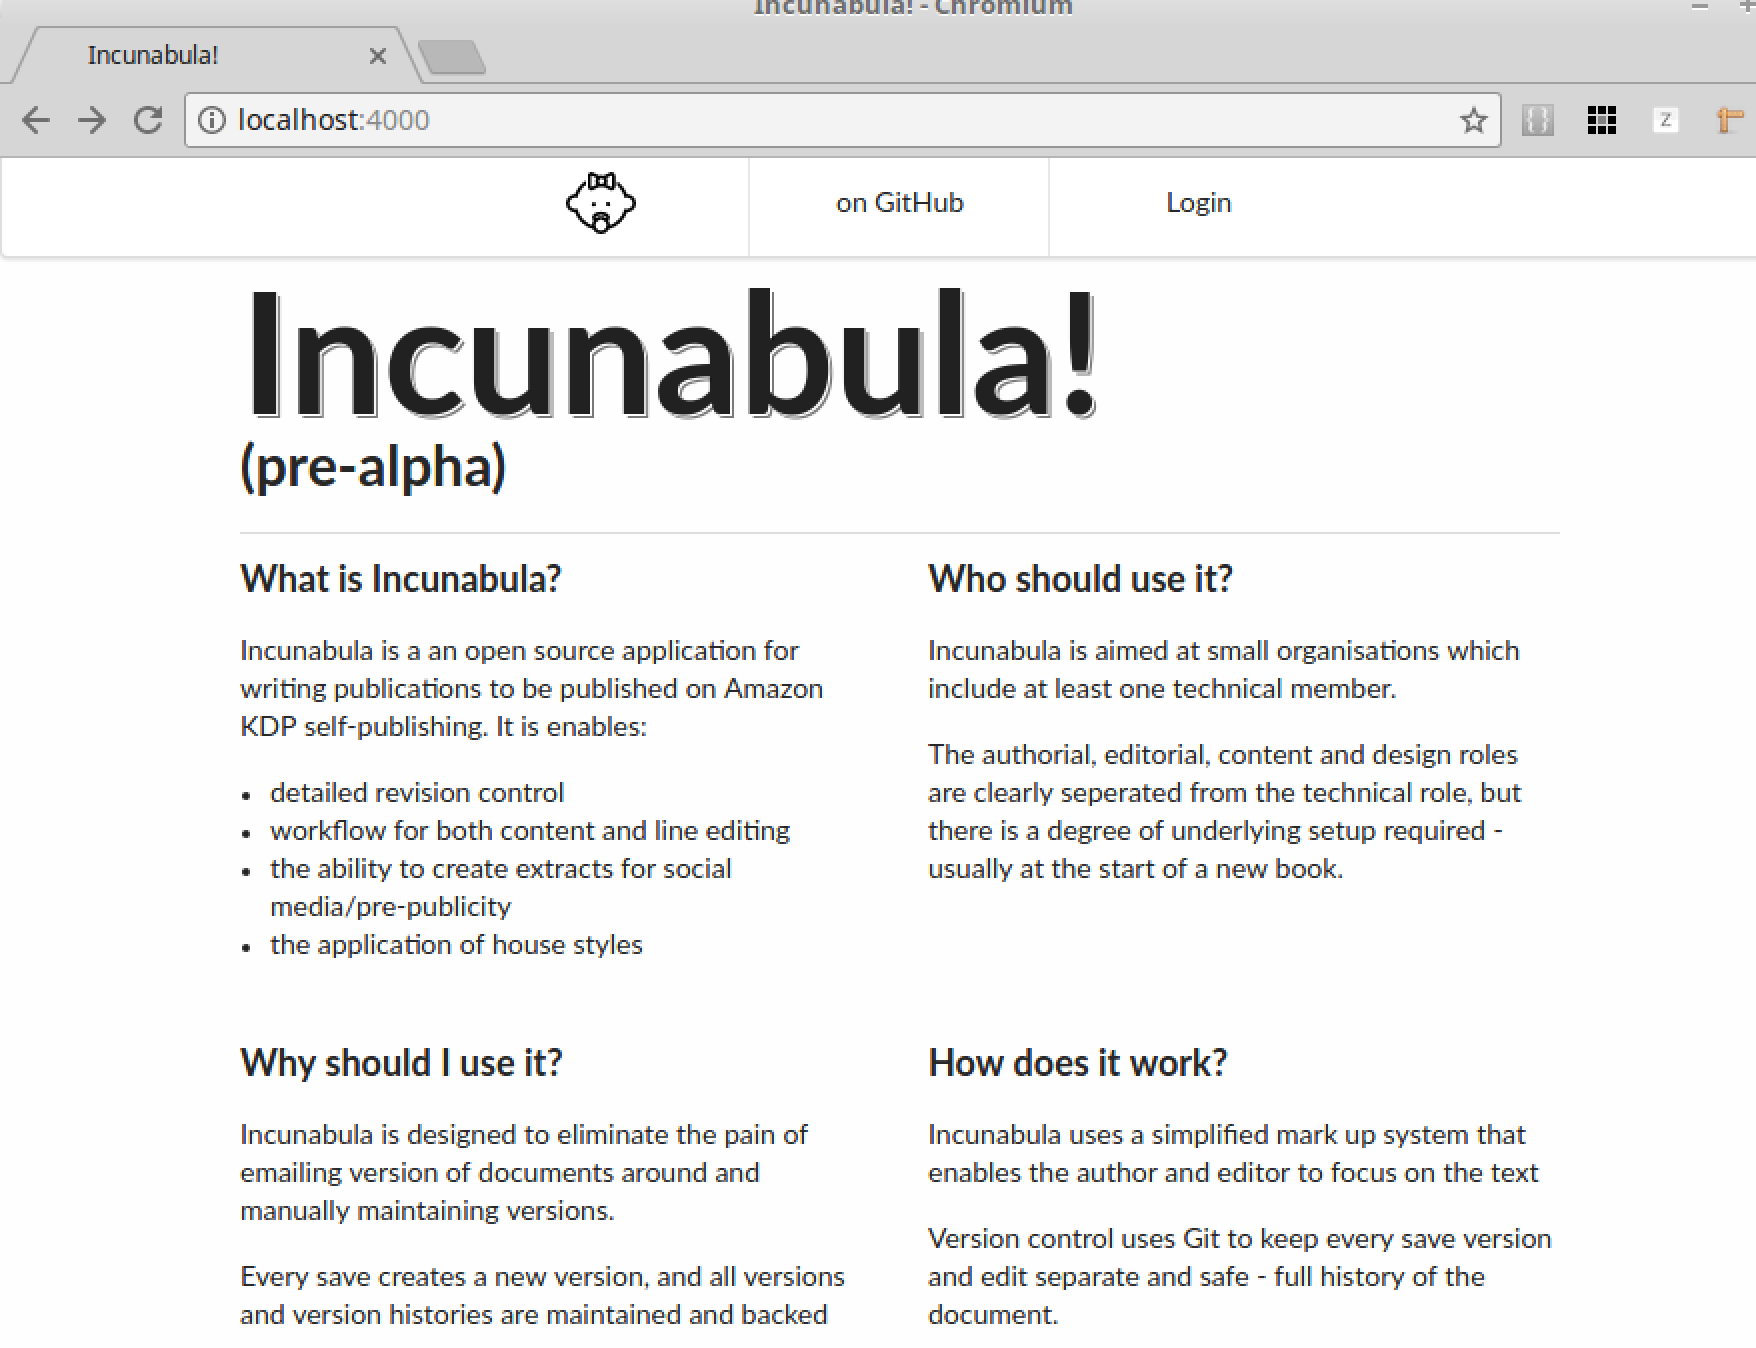 Incunabula! - Chromium
Incunabula!
localhost:4000
Z
on GitHub
Login
Incunabula!
(pre-alpha)
What is Incunabula?
Incunabula is a an open source application for
writing publications to be published on Amazon
KDP self-publishing. It is enables:
detailed revision control
workflow for both content and line editing
the ability to create extracts for social
media/pre-publicity
the application of house styles
Who should use it?
Incunabula is aimed at small organisations which
include at least one technical member.
The authorial, editorial, content and design roles
are clearly seperated from the technical role, but
there is a degree of underlying setup required -
usually at the start of a new book.
Why should I use it?
Incunabula is designed to eliminate the pain of
emailing version of documents around and
manually maintaining versions.
Every save creates a new version, and all versions
and version histories are maintained and backed
How does it work?
Incunabula uses a simplified mark up system that
enables the author and editor to focus on the text
Version control uses Git to keep every save version
and edit separate and safe - full history of the
document.